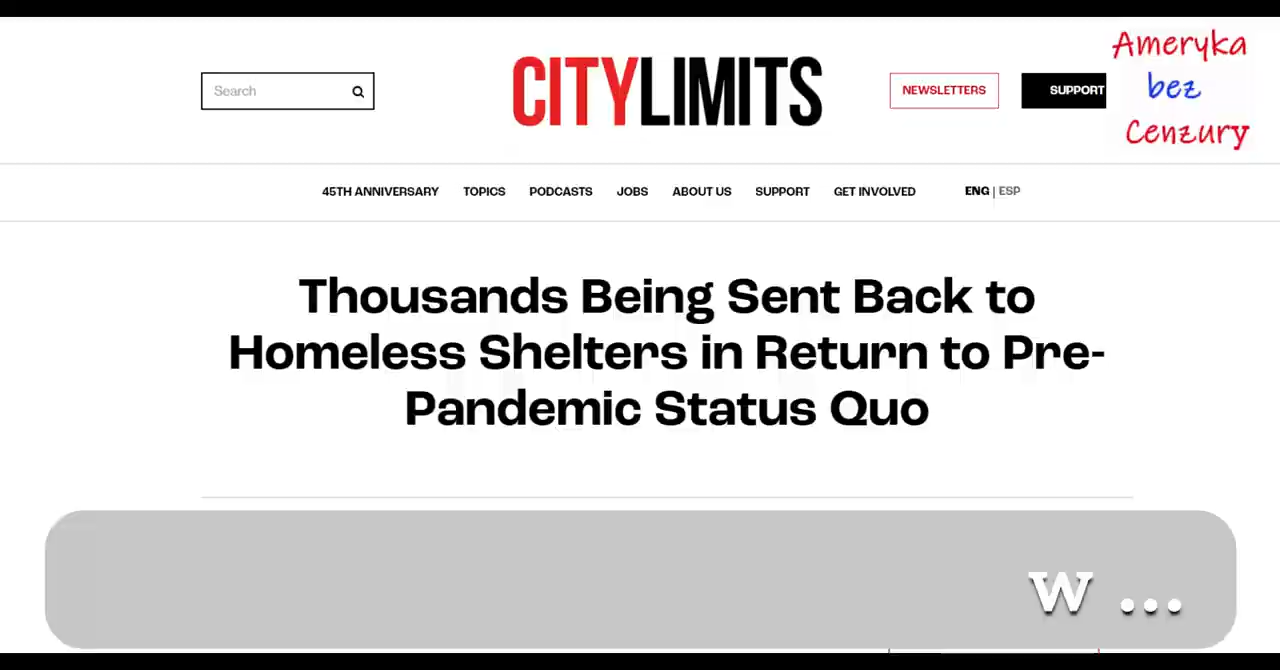 Search
CITYLIMITS
NEWSLETTERS
SUPPORT
Ameryka
bez
Cenzury
45TH ANNIVERSARY TOPICS PODCASTS JOBS ABOUT US SUPPORT GET INVOLVED ENG | ESP
Thousands Being Sent Back to
Homeless Shelters in Return to Pre-
Pandemic Status Quo
w ...